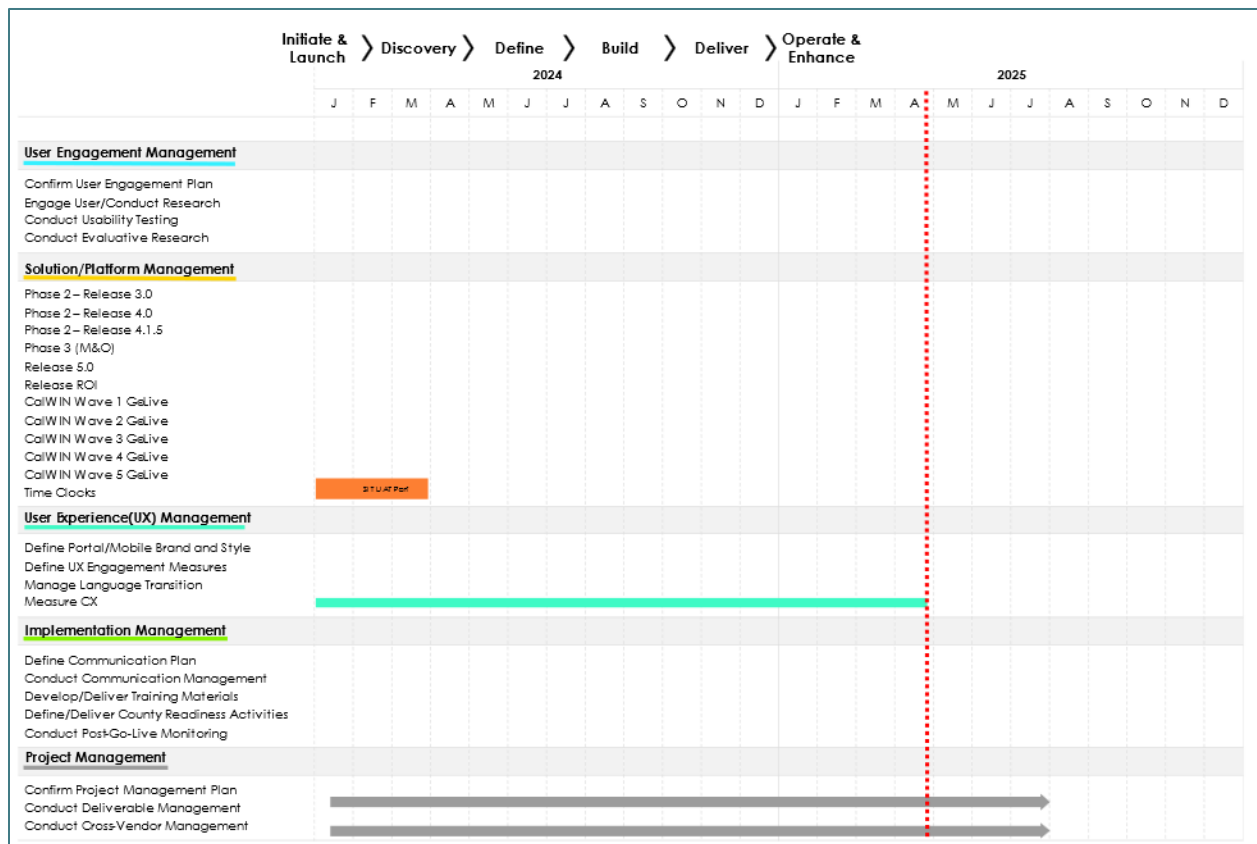 Initiate & Launch Discovery Define Build Deliver Operate & Enhance
2024 2025
J F M A M J J A S O N D J F M A M J J A S O N D
User Engagement Management
Confirm User Engagement Plan
Engage User/Conduct Research
Conduct Usability Testing
Conduct Evaluative Research
Solution/Platform Management
Phase 2 – Release 3.0
Phase 2 – Release 4.0
Phase 2 – Release 4.1.5
Phase 3 (M&O)
Release 5.0
Release ROI
CalWIN Wave 1 GoLive
CalWIN Wave 2 GoLive
CalWIN Wave 3 GoLive
CalWIN Wave 4 GoLive
CalWIN Wave 5 GoLive
Time Clocks
User Experience(UX) Management
Define Portal/Mobile Brand and Style
Define UX Engagement Measures
Manage Language Transition
Measure CX
Implementation Management
Define Communication Plan
Conduct Communication Management
Develop/Deliver Training Materials
Define/Deliver County Readiness Activities
Conduct Post-Go-Live Monitoring
Project Management
Confirm Project Management Plan
Conduct Deliverable Management
Conduct Cross-Vendor Management